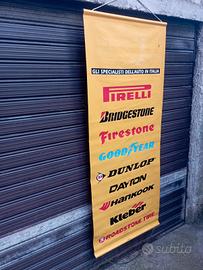 GLI SPECIALISTI DELL'AUTO IN ITALIA
PIRELLI
BRIDGESTONE
Firestone
GOODYEAR
DUNLOP
DAYTON
HANKOOK
Kleber
ROADSTONE TIRE
subito